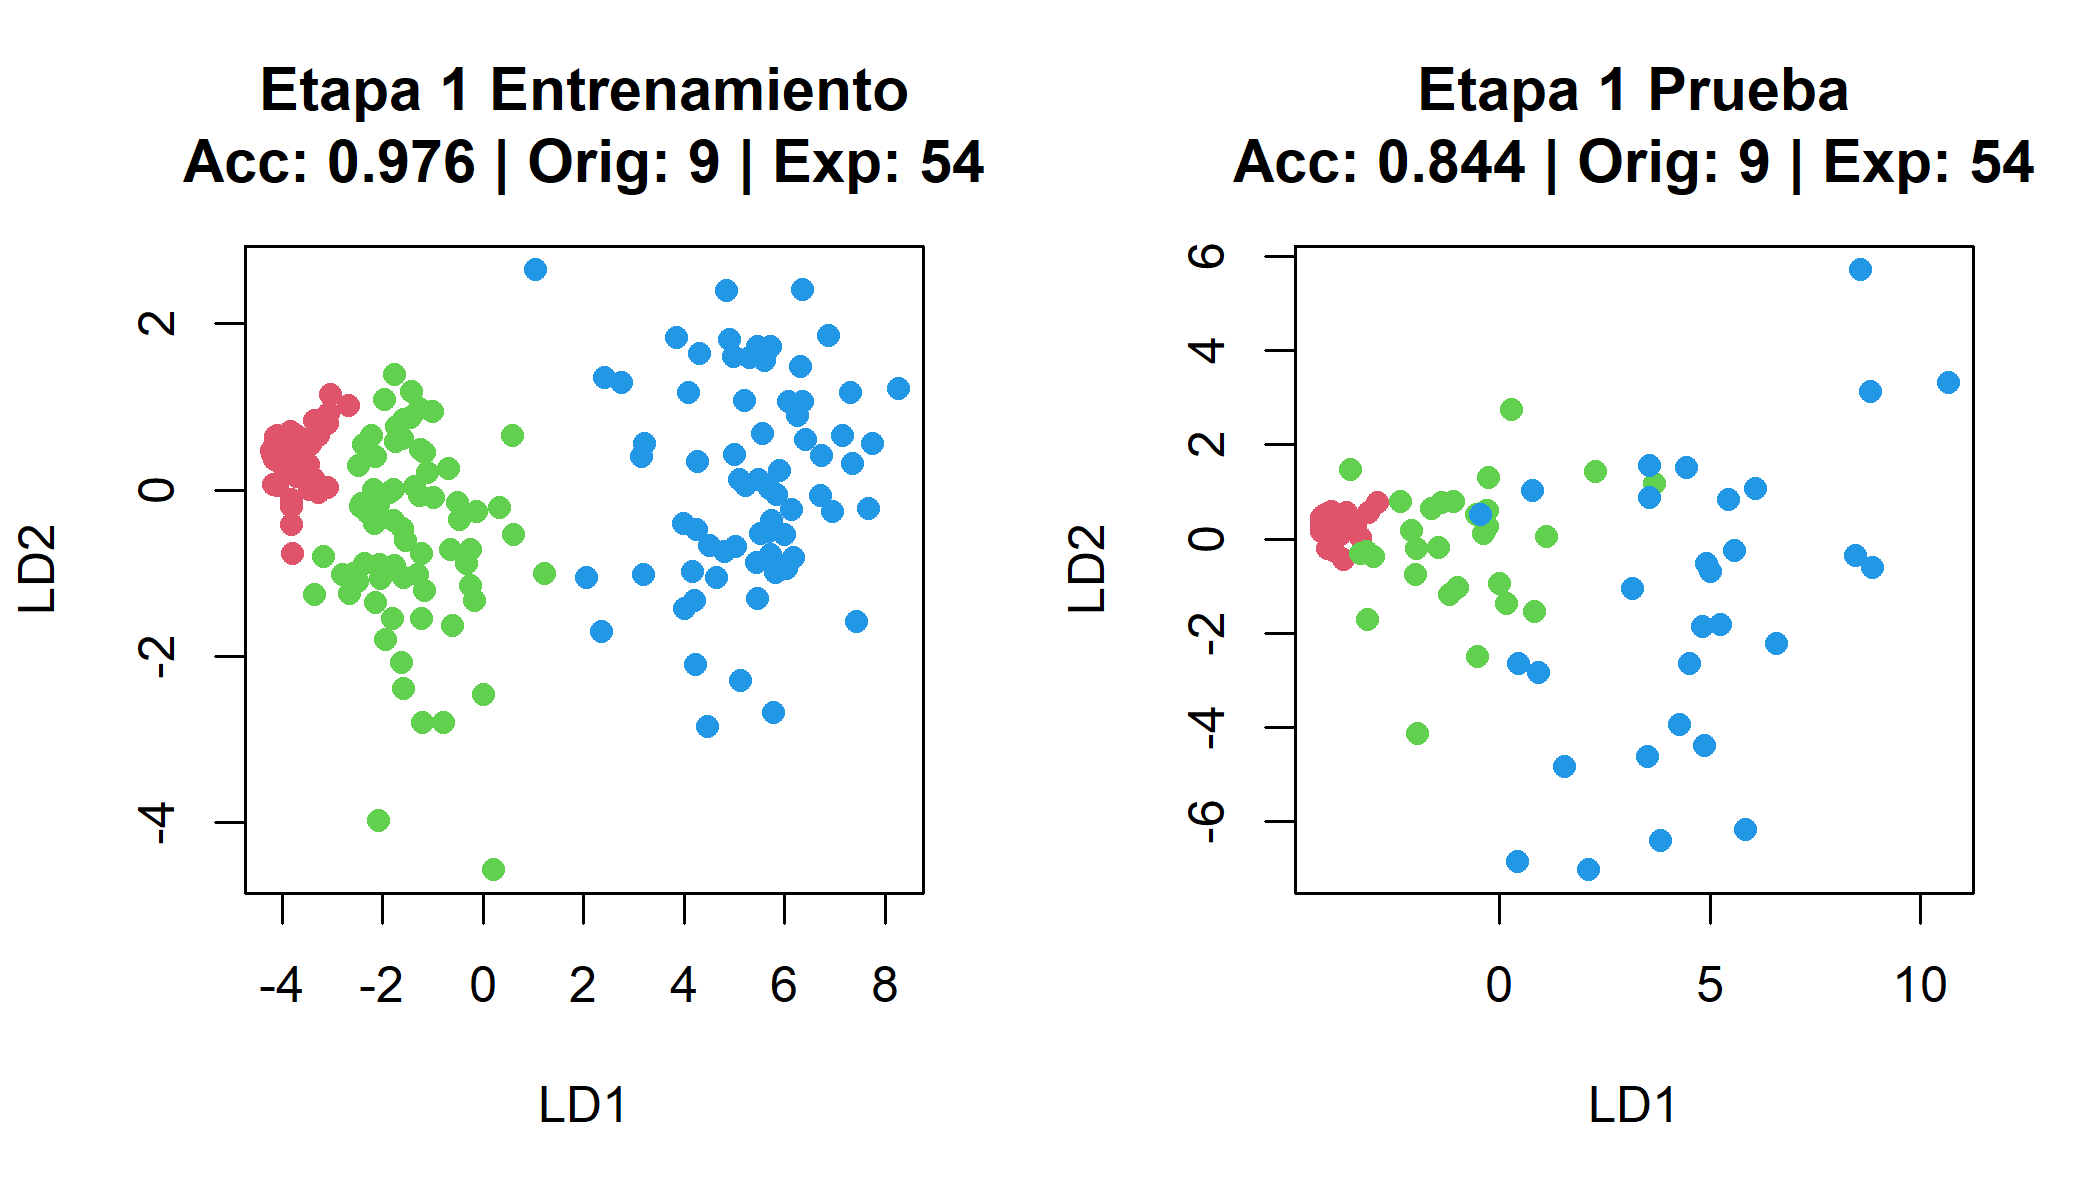 Etapa 1 Entrenamiento
Acc: 0.976 | Orig: 9 | Exp: 54
2
0
-2
-4
LD2
-4 -2 0 2 4 6 8
LD1
Etapa 1 Prueba
Acc: 0.844 | Orig: 9 | Exp: 54
6
4
2
0
-2
-4
-6
LD2
0 5 10
LD1